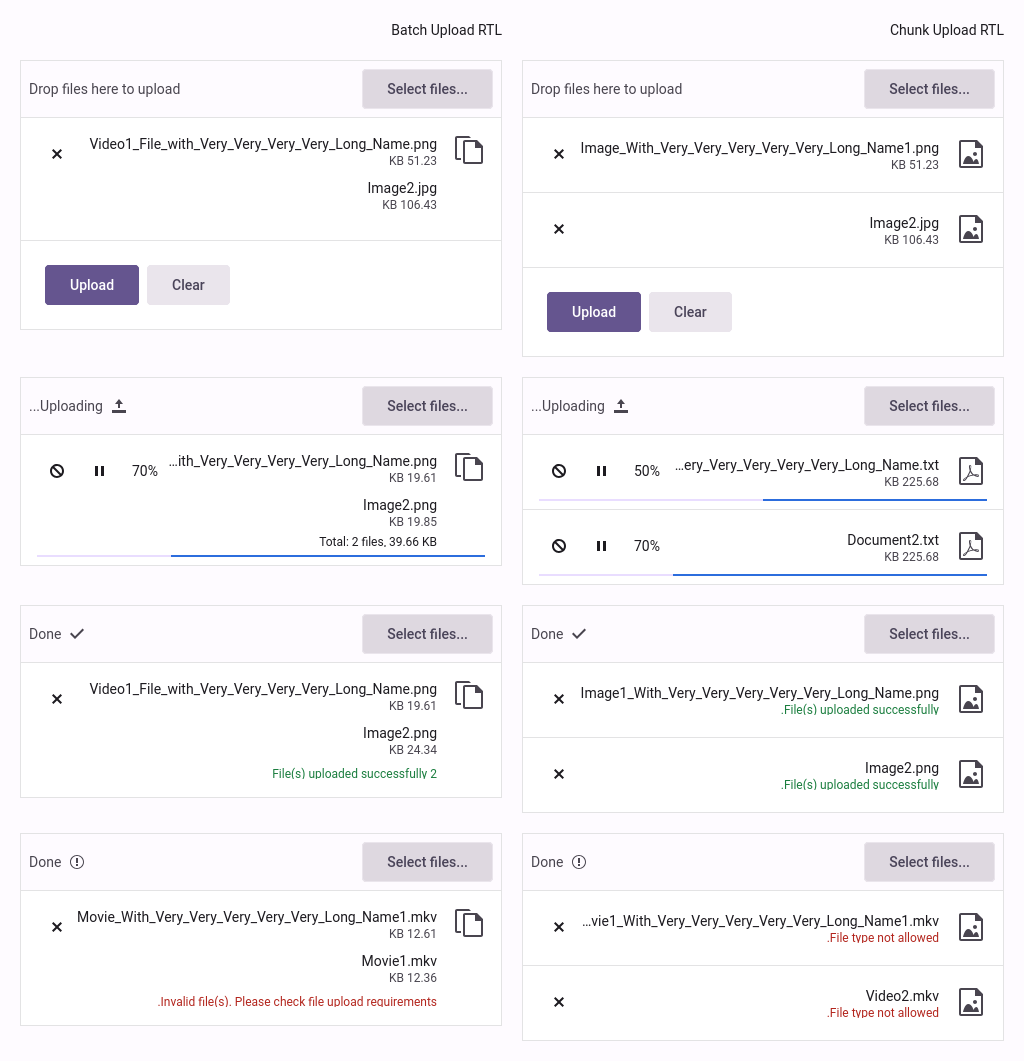 Batch Upload RTL
Drop files here to upload
Select files...
Video1_File_with_Very_Very_Very_Very_Long_Name.png
KB 51.23
Image2.jpg
KB 106.43
Upload
Clear
...Uploading
Select files...
70%
...ith_Very_Very_Very_Very_Long_Name.png
KB 19.61
Image2.png
KB 19.85
Total: 2 files, 39.66 KB
Done
Select files...
Video1_File_with_Very_Very_Very_Very_Long_Name.png
KB 19.61
Image2.png
KB 24.34
File(s) uploaded successfully 2
Done
Select files...
Movie_With_Very_Very_Very_Very_Very_Long_Name1.mkv
KB 12.61
Movie1.mkv
KB 12.36
.Invalid file(s). Please check file upload requirements
Chunk Upload RTL
Drop files here to upload
Select files...
Image_With_Very_Very_Very_Very_Very_Long_Name1.png
KB 51.23
Image2.jpg
KB 106.43
Upload
Clear
...Uploading
Select files...
50%
...ery_Very_Very_Very_Very_Long_Name.txt
KB 225.68
70%
Document2.txt
KB 225.68
Done
Select files...
Image1_With_Very_Very_Very_Very_Very_Long_Name.png
.File(s) uploaded successfully
Image2.png
.File(s) uploaded successfully
Done
Select files...
...vie1_With_Very_Very_Very_Very_Very_Long_Name1.mkv
.File type not allowed
Video2.mkv
.File type not allowed